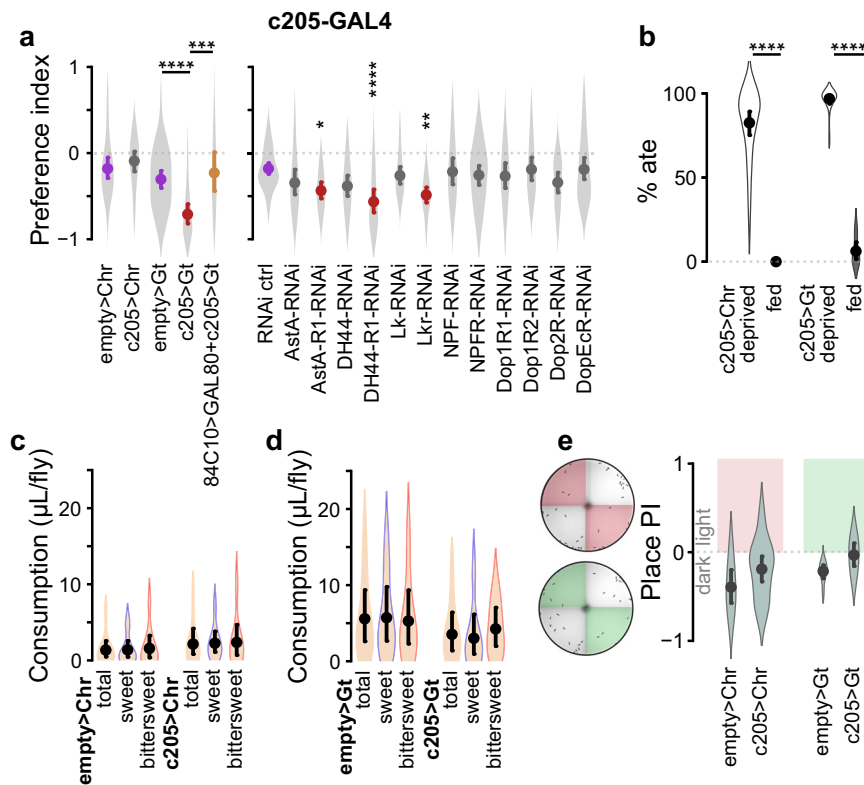 c205-GAL4
a
Preference index
0
−1
****
***
empty>Chr
c205>Chr
empty>Gt
c205>Gt
84C10>GAL80+c205>Gt
*
****
**
RNAi ctrl
AstA-RNAi
AstA-R1-RNAi
DH44-RNAi
DH44-R1-RNAi
Lk-RNAi
Lkr-RNAi
NPF-RNAi
NPFR-RNAi
Dop1R1-RNAi
Dop1R2-RNAi
Dop2R-RNAi
DopEcR-RNAi
b
% ate
100
50
0
****
****
c205>Chr
deprived
fed
c205>Gt
deprived
fed
c
Consumption (µL/fly)
20
10
0
empty>Chr
total
sweet
bittersweet
c205>Chr
total
sweet
bittersweet
d
Consumption (µL/fly)
20
10
0
empty>Gt
total
sweet
bittersweet
c205>Gt
total
sweet
bittersweet
e
Place PI
dark light
1
0
−1
empty>Chr
c205>Chr
empty>Gt
c205>Gt